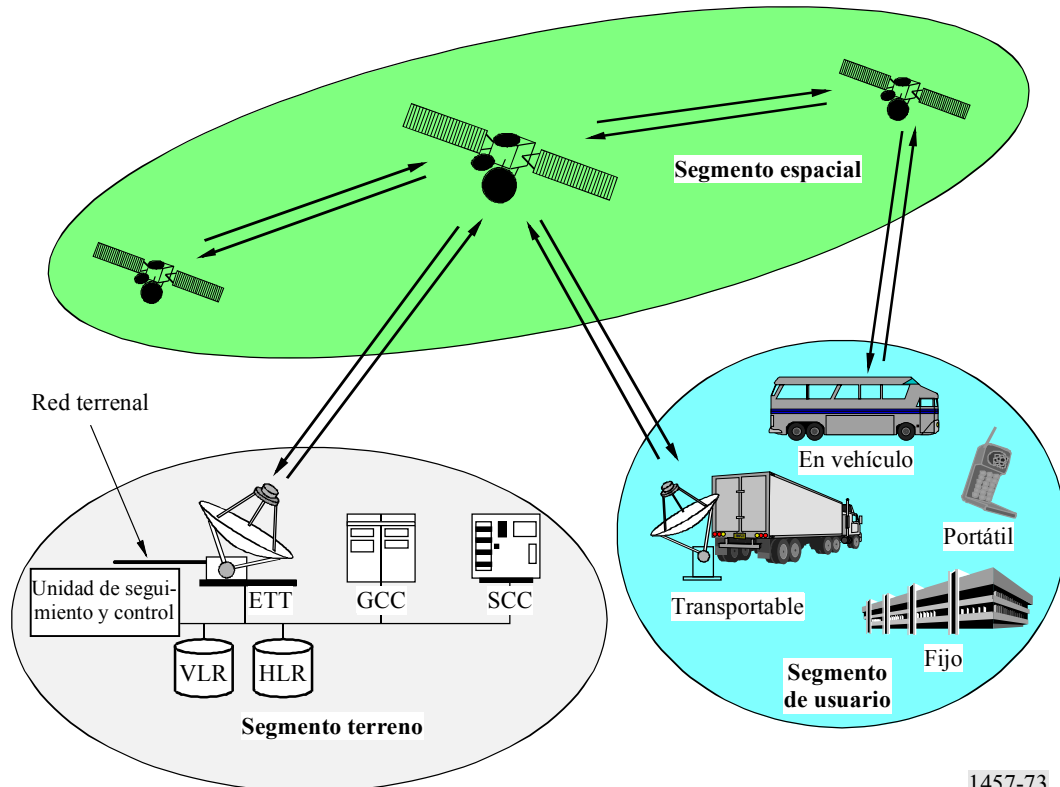 Segmento espacial
Red terrenal
En vehículo
Portátil
Unidad de segui-
miento y control
ETT
GCC
SCC
Transportable
VLR
HLR
Fijo
Segmento
de usuario
Segmento terreno
1457-73